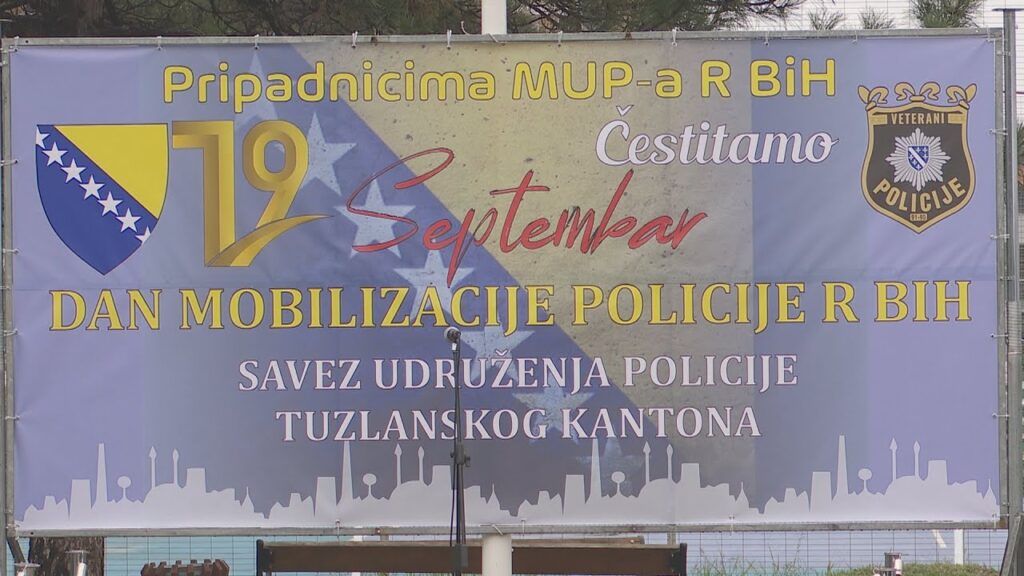 Pripadnicima MUP-a R BiH
Čestitamo
19
Septembar
DAN MOBILIZACIJE POLICIJE R BIH
SAVEZ UDRUŽENJA POLICIJE
TUZLANSKOG KANTONA
VETERANI
POLICIJE